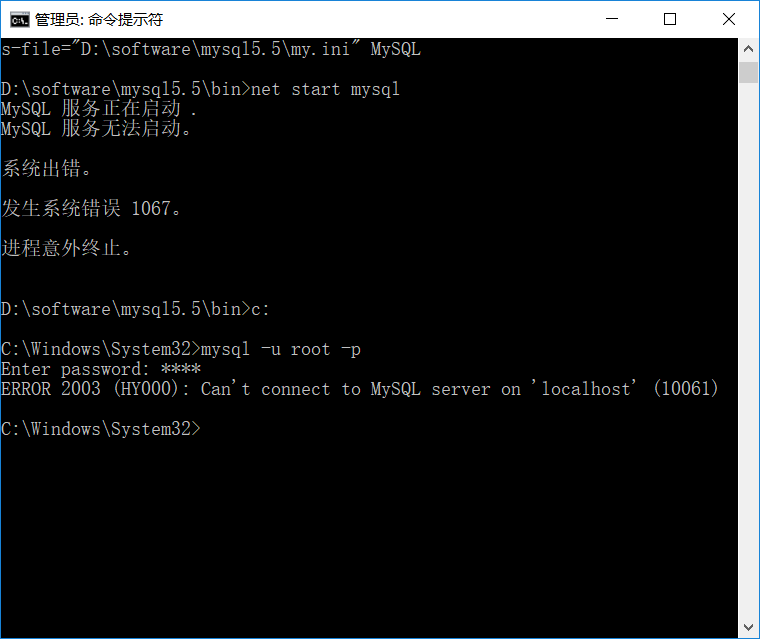 管理员: 命令提示符
s-file="D:\software\mysql5.5\my.ini" MySQL
D:\software\mysql5.5\bin>net start mysql
MySQL 服务正在启动 .
MySQL 服务无法启动。
系统出错。
发生系统错误 1067。
进程意外终止。
D:\software\mysql5.5\bin>c:
C:\Windows\System32>mysql -u root -p
Enter password: ****
ERROR 2003 (HY000): Can't connect to MySQL server on 'localhost' (10061)
C:\Windows\System32>